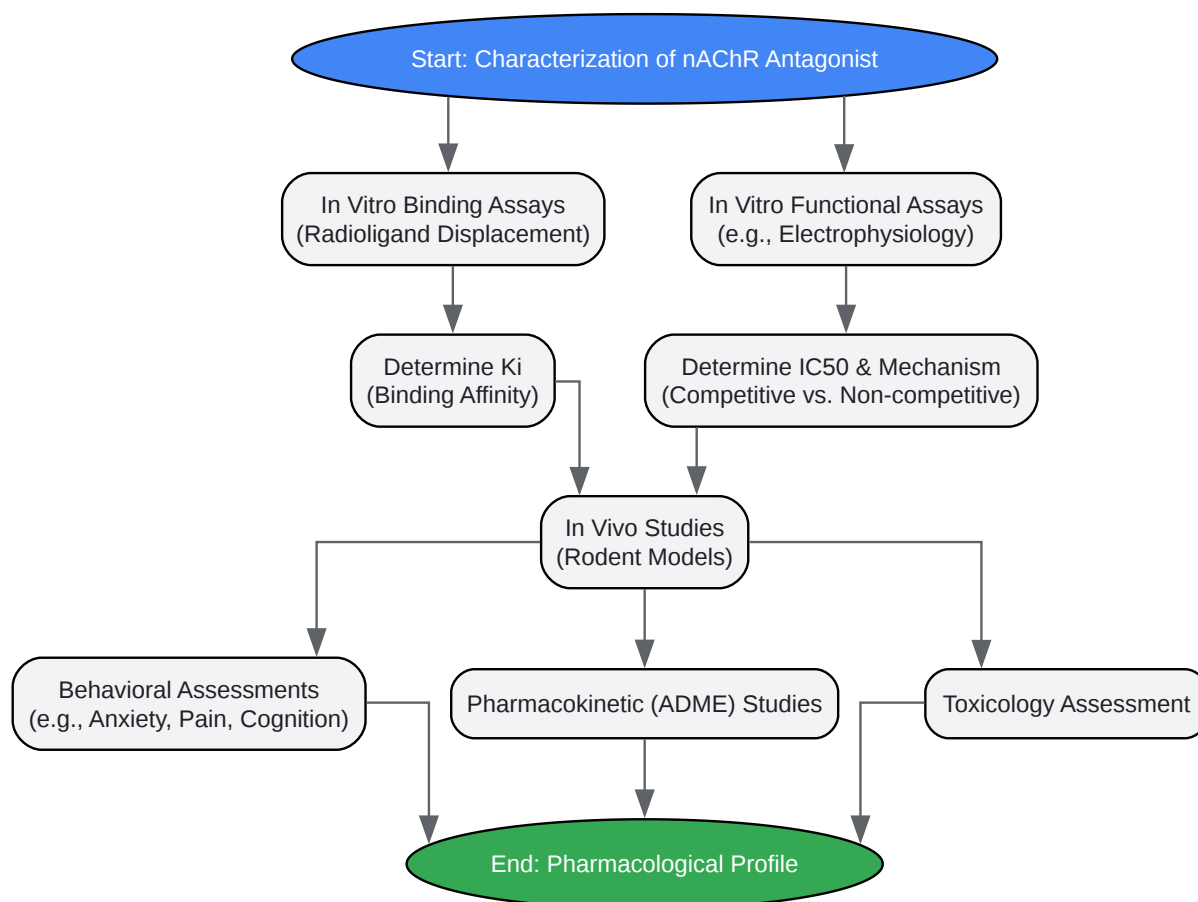 Start: Characterization of nAChR Antagonist
In Vitro Binding Assays
(Radioligand Displacement)
In Vitro Functional Assays
(e.g., Electrophysiology)
Determine Ki
(Binding Affinity)
Determine IC50 & Mechanism
(Competitive vs. Non-competitive)
In Vivo Studies
(Rodent Models)
Behavioral Assessments
(e.g., Anxiety, Pain, Cognition)
Pharmacokinetic (ADME) Studies
Toxicology Assessment
End: Pharmacological Profile